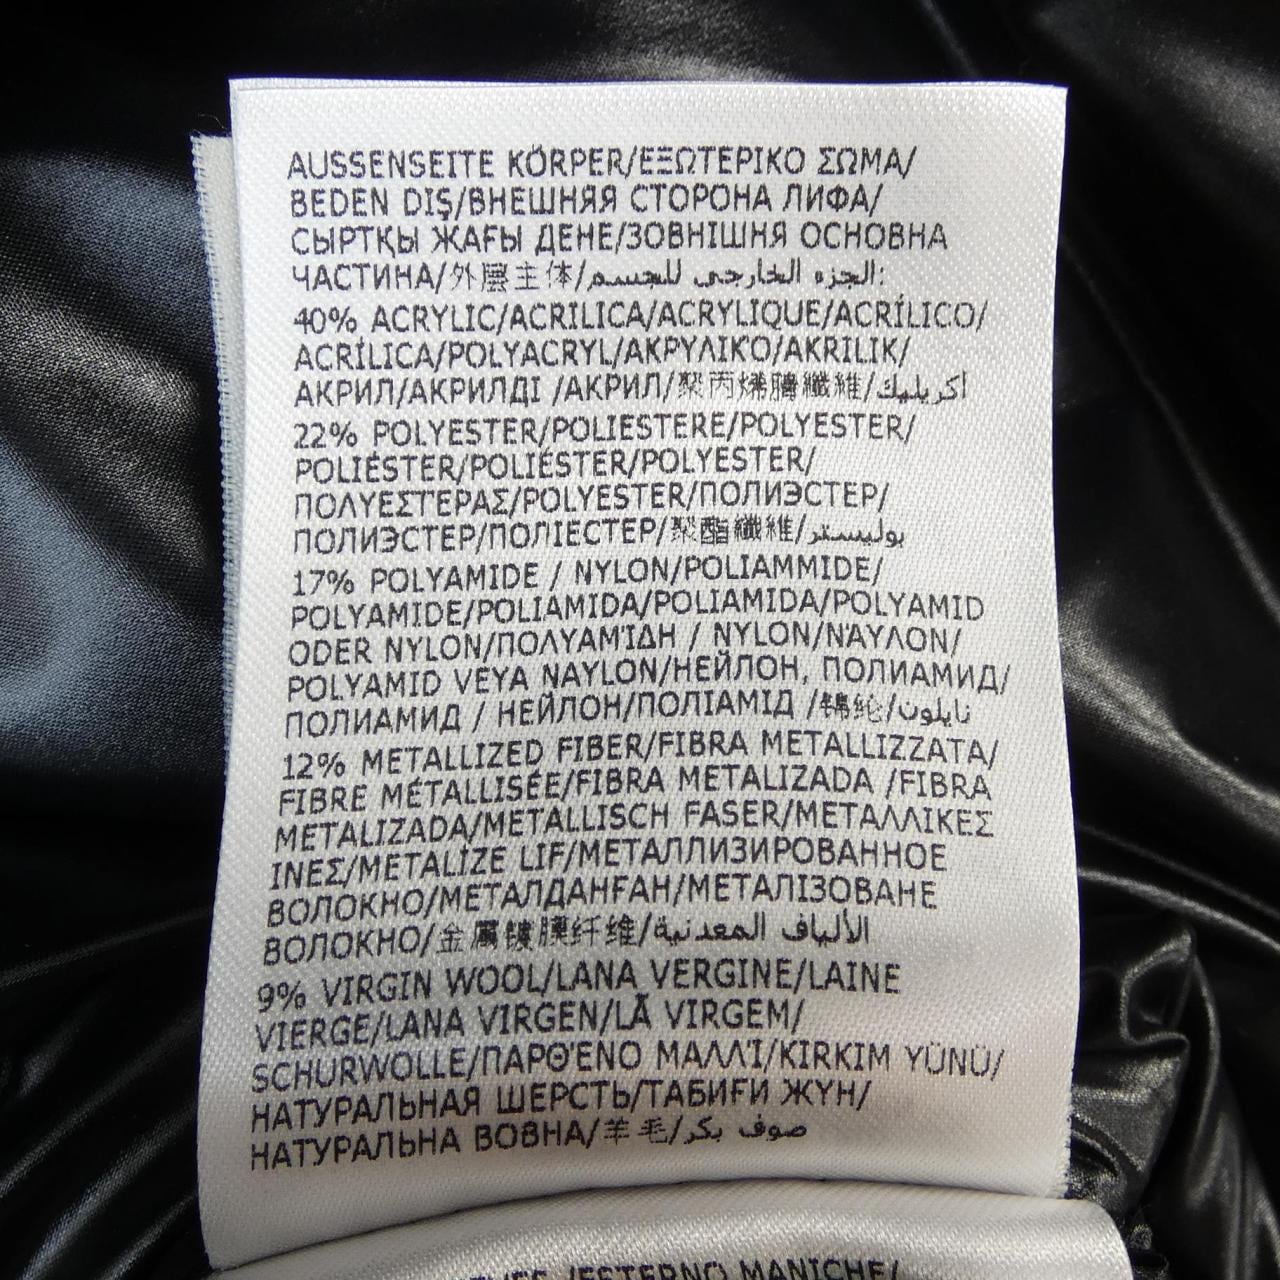 AUSSENSEITE KÖRPER/ΕΞΩΤΕΡΙΚΟ ΣΩΜΑ/
BEDEN DIŞ/ВНЕШНЯЯ СТОРОНА ЛИФА/
СЫРТҚЫ ЖАҒЫ ДЕНЕ/ЗОВНІШНЯ ОСНОВНА
ЧАСТИНА/外层主体/الجزء الخارجي للجسم:
40% ACRYLIC/ACRILICA/ACRYLIQUE/ACRÍLICO/
ACRÍLICA/POLYACRYL/ΑΚΡΥΛΙΚΟ/AKRILIK/
АКРИЛ/АКРИЛДІ /АКРИЛ/聚丙烯腈纖維/أكريليك
22% POLYESTER/POLIESTERE/POLYESTER/
POLIÉSTER/POLIÉSTER/POLYESTER/
ΠΟΛΥΕΣΤΈΡΑΣ/POLYESTER/ПОЛИЭСТЕР/
ПОЛИЭСТЕР/ПОЛІЕСТЕР/聚酯纖維/بوليستر
17% POLYAMIDE / NYLON/POLIAMMIDE/
POLYAMIDE/POLIAMIDA/POLIAMIDA/POLYAMID
ODER NYLON/ΠΟΛΥΑΜΊΔΗ / NYLON/ΝΆΥΛΟΝ/
POLYAMID VEYA NAYLON/НЕЙЛОН, ПОЛИАМИД/
ПОЛИАМИД / НЕЙЛОН/ПОЛІАМІД /锦纶/نايلون
12% METALLIZED FIBER/FIBRA METALLIZZATA/
FIBRE MÉTALLISÉE/FIBRA METALIZADA /FIBRA
METALIZADA/METALLISCH FASER/ΜΕΤΑΛΛΙΚΕΣ
ΙΝΕΣ/METALİZE LIF/МЕТАЛЛИЗИРОВАННОЕ
ВОЛОКНО/МЕТАЛДАНҒАН/МЕТАЛІЗОВАНЕ
ВОЛОКНО/金属镀膜纤维/الألياف المعدنية
9% VIRGIN WOOL/LANA VERGINE/LAINE
VIERGE/LANA VIRGEN/LÃ VIRGEM/
SCHURWOLLE/ΠΑΡΘΈΝΟ ΜΑΛΛΊ/KIRKIM YÜNÜ/
НАТУРАЛЬНАЯ ШЕРСТЬ/ТАБИҒИ ЖҮН/
НАТУРАЛЬНА ВОВНА/羊毛/صوف بكر
/ESTERNO MANICHE/